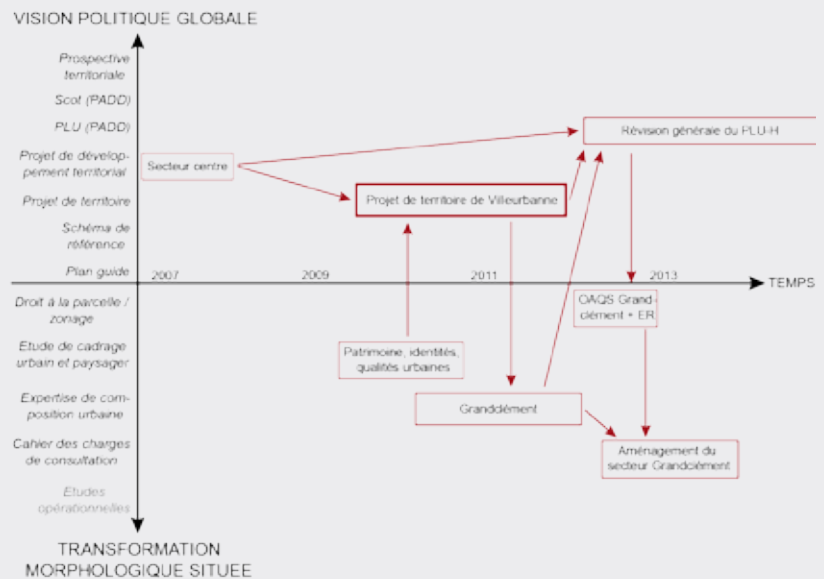 VISION POLITIQUE GLOBALE
Prospective
territoriale
Scot (PADD)
PLU (PADD)
Projet de dévelop-
pement territorial
Projet de territoire
Schéma de
référence
Plan guide
Droit à la parcelle /
zonage
Etude de cadrage
urbain et paysager
Expertise de com-
position urbaine
Cahier des charges
de consultation
Etudes
opérationnelles
TRANSFORMATION
MORPHOLOGIQUE SITUEE
2007
2009
2011
2013
TEMPS
Secteur centre
Révision générale du PLU-H
Projet de territoire de Villeurbanne
OAQS Grand-
clément + ER
Patrimoine, identités,
qualités urbaines
Grandclément
Aménagement du
secteur Grandclément